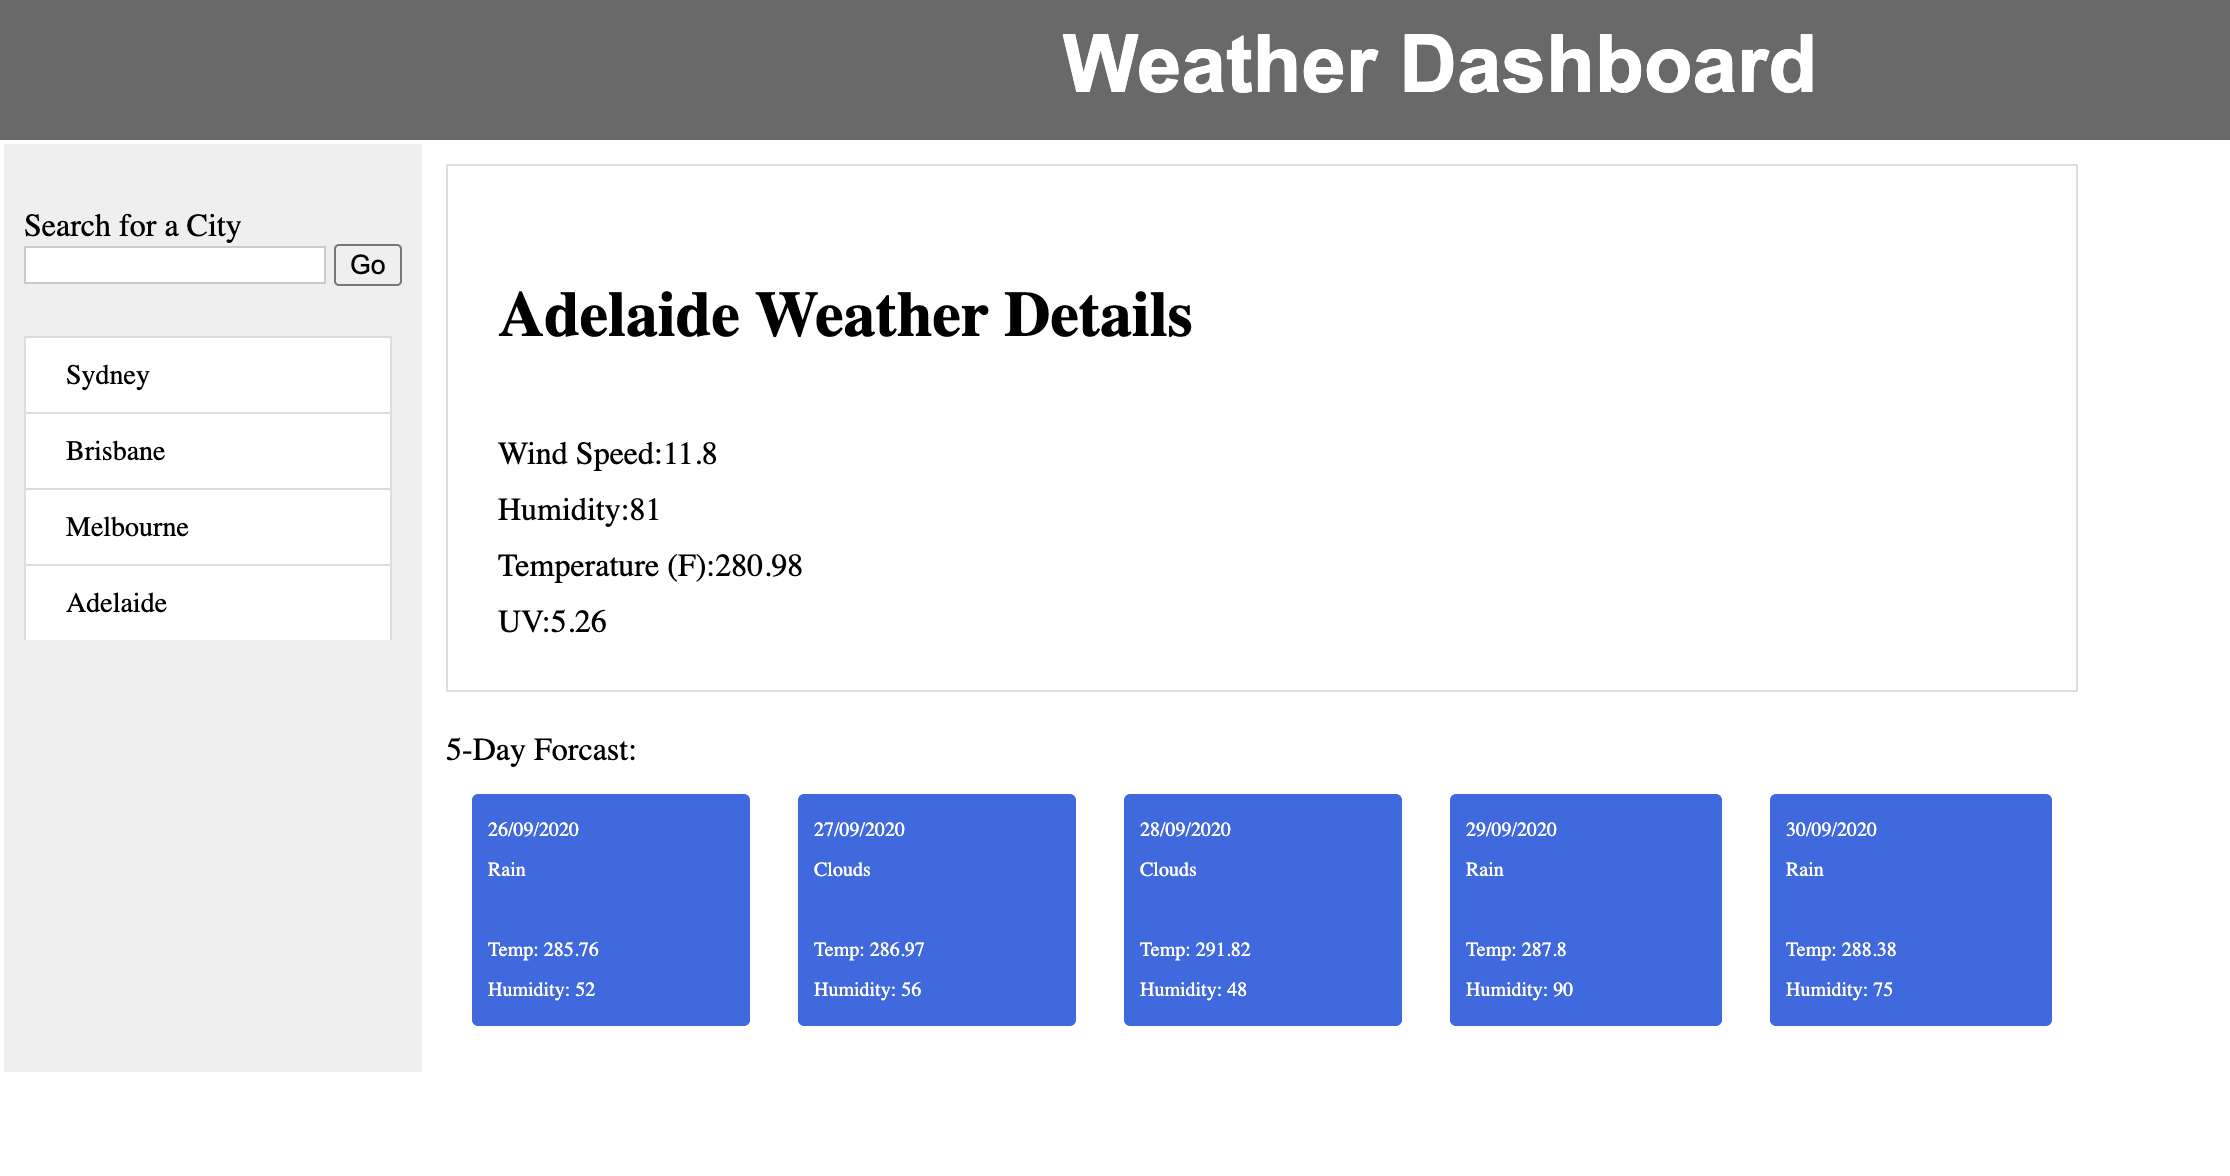 Weather Dashboard
Search for a City
Go
Sydney
Brisbane
Melbourne
Adelaide
Adelaide Weather Details
Wind Speed:11.8
Humidity:81
Temperature (F):280.98
UV:5.26
5-Day Forcast:
26/09/2020
Rain
Temp: 285.76
Humidity: 52
27/09/2020
Clouds
Temp: 286.97
Humidity: 56
28/09/2020
Clouds
Temp: 291.82
Humidity: 48
29/09/2020
Rain
Temp: 287.8
Humidity: 90
30/09/2020
Rain
Temp: 288.38
Humidity: 75